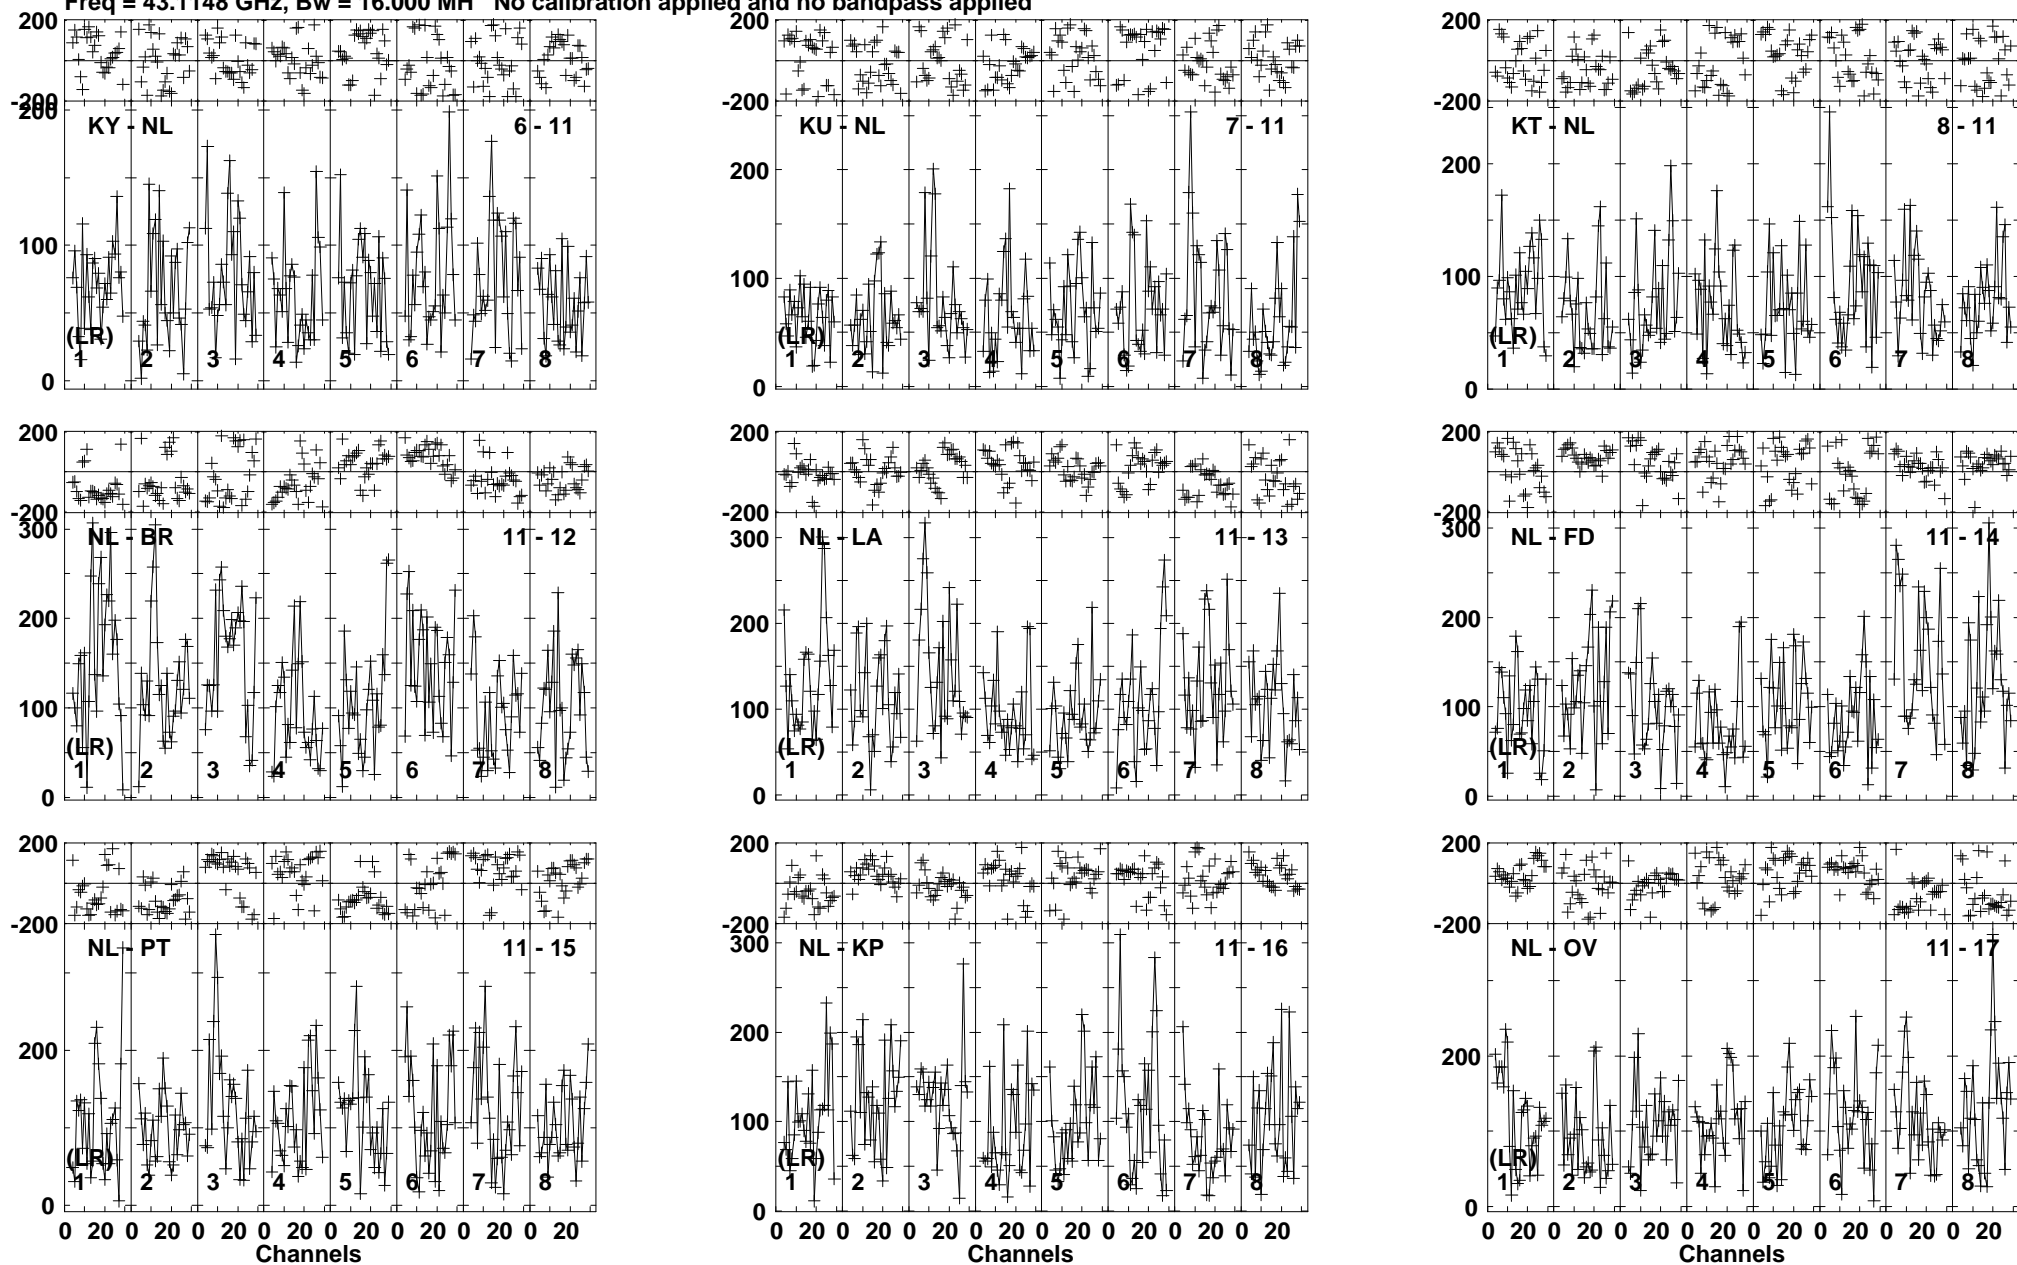 Freq = 43.1148 GHz, Bw = 16.000 MH No calibration applied and no bandpass applied
200 200 200
-200 -200 -200
200
KY - NL 6 - 11 KU - NL 7 - 11 KT - NL 8 - 11
200 200
100 100 100
(LR) (LR) (LR)
1 2 3 4 5 6 7 8 1 2 3 4 5 6 7 8 1 2 3 4 5 6 7 8
0 0 0
200 200 200
-200 -200 -200
300 300 300
NL - BR 11 - 12 NL - LA 11 - 13 NL - FD 11 - 14
200 200 200
100 100 100
(LR) (LR) (LR)
1 2 3 4 5 6 7 8 1 2 3 4 5 6 7 8 1 2 3 4 5 6 7 8
0 0 0
200 200 200
-200 -200 -200
NL - PT 11 - 15 NL - KP 11 - 16 NL - OV 11 - 17
300
200 200 200
100
(LR) (LR) (LR)
1 2 3 4 5 6 7 8 1 2 3 4 5 6 7 8 1 2 3 4 5 6 7 8
0 0 0
0 20 0 20 0 20 0 20 0 20 0 20 0 20 0 20 0 20 0 20 0 20 0 20 0 20 0 20 0 20 0 20 0 20 0 20 0 20 0 20 0 20 0 20 0 20 0 20
Channels Channels Channels